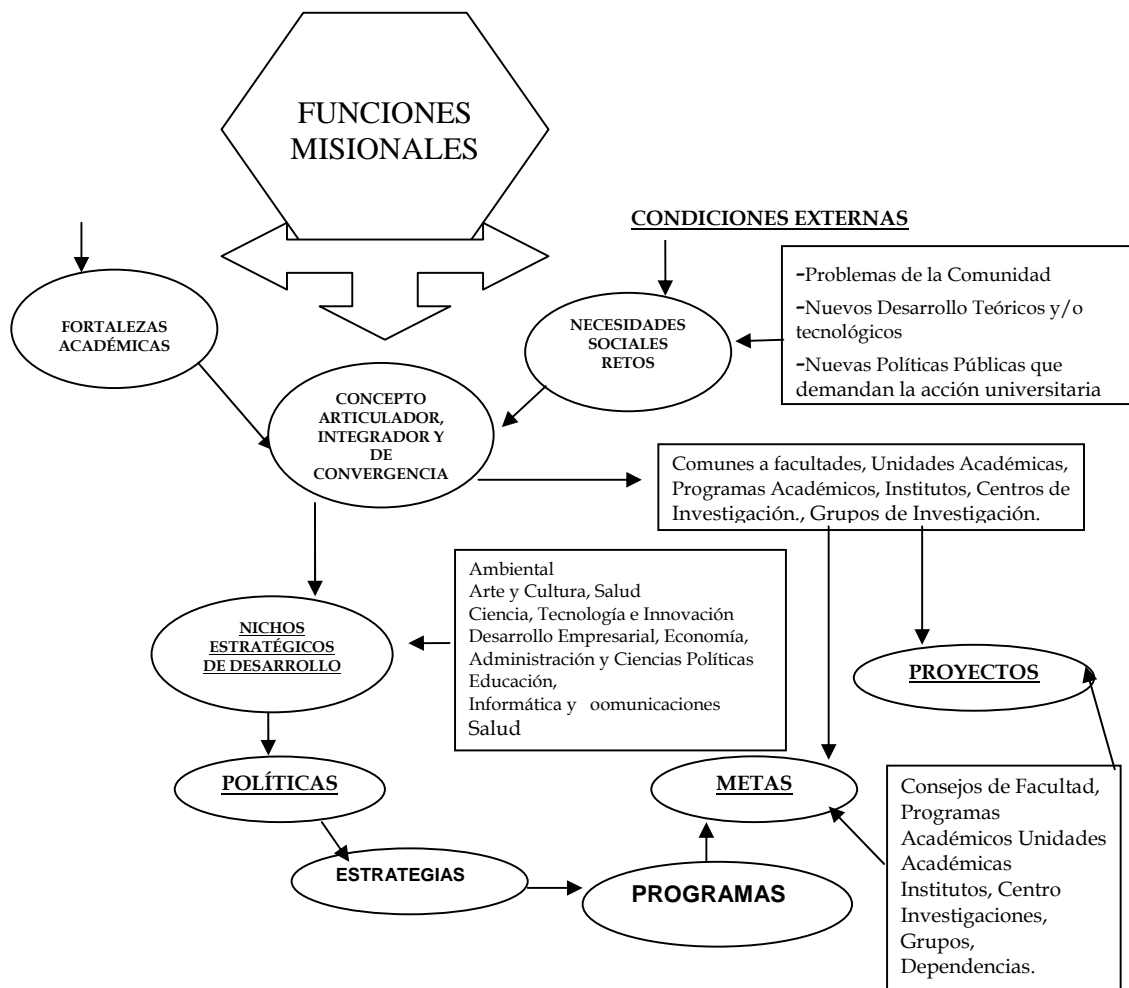 FUNCIONES
MISIONALES
CONDICIONES EXTERNAS
-Problemas de la Comunidad
-Nuevos Desarrollo Teóricos y/o
tecnológicos
-Nuevas Políticas Públicas que
demandan la acción universitaria
FORTALEZAS
ACADÉMICAS
NECESIDADES
SOCIALES
RETOS
CONCEPTO
ARTICULADOR,
INTEGRADOR Y
DE
CONVERGENCIA
Comunes a facultades, Unidades Académicas,
Programas Académicos, Institutos, Centros de
Investigación., Grupos de Investigación.
NICHOS
ESTRATÉGICOS
DE DESARROLLO
Ambiental
Arte y Cultura, Salud
Ciencia, Tecnología e Innovación
Desarrollo Empresarial, Economía,
Administración y Ciencias Políticas
Educación,
Informática y oomunicaciones
Salud
PROYECTOS
POLÍTICAS
METAS
Consejos de Facultad,
Programas
Académicos Unidades
Académicas
Institutos, Centro
Investigaciones,
Grupos,
Dependencias.
ESTRATEGIAS
PROGRAMAS